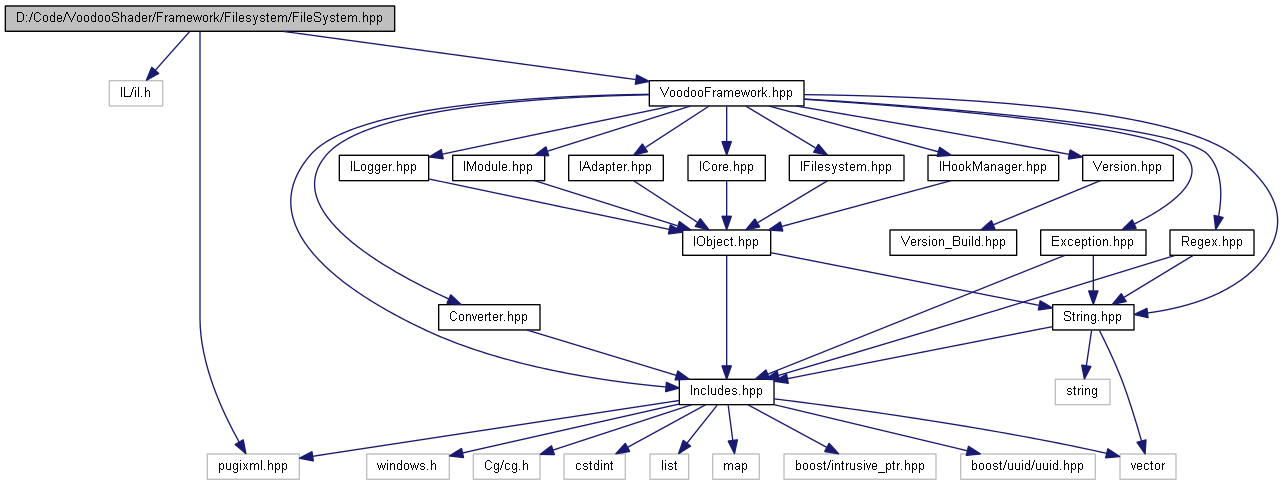 D:/Code/VoodooShader/Framework/Filesystem/FileSystem.hpp
IL/il.h
VoodooFramework.hpp
ILogger.hpp
IModule.hpp
IAdapter.hpp
ICore.hpp
IFilesystem.hpp
IHookManager.hpp
Version.hpp
IObject.hpp
Version_Build.hpp
Exception.hpp
Regex.hpp
Converter.hpp
String.hpp
Includes.hpp
string
pugixml.hpp
windows.h
Cg/cg.h
cstdint
list
map
boost/intrusive_ptr.hpp
boost/uuid/uuid.hpp
vector